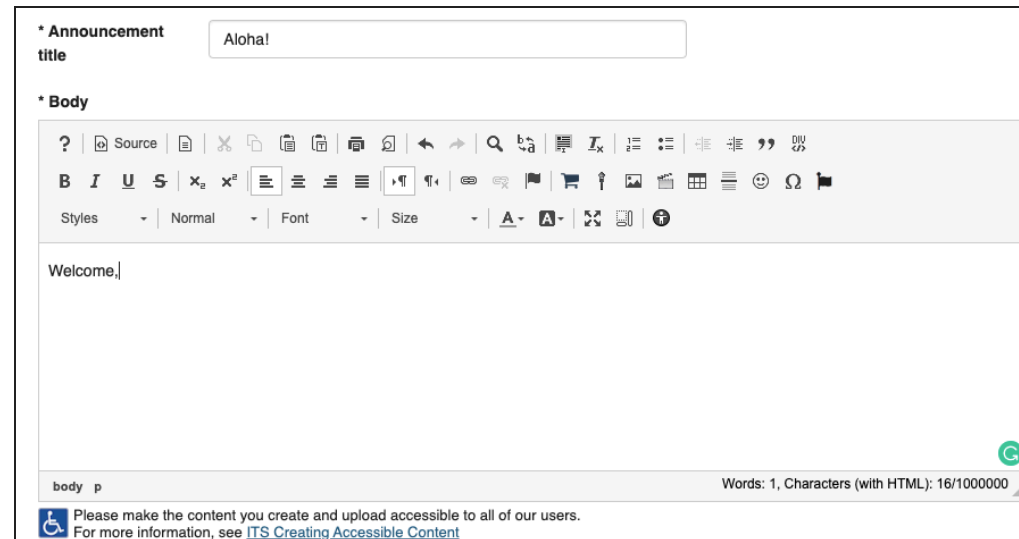 * Announcement
title
Aloha!
* Body
? Source
B I U S x₂ x² Ω
Styles Normal Font Size A A
Welcome,
body p
Words: 1, Characters (with HTML): 16/1000000
Please make the content you create and upload accessible to all of our users.
For more information, see ITS Creating Accessible Content